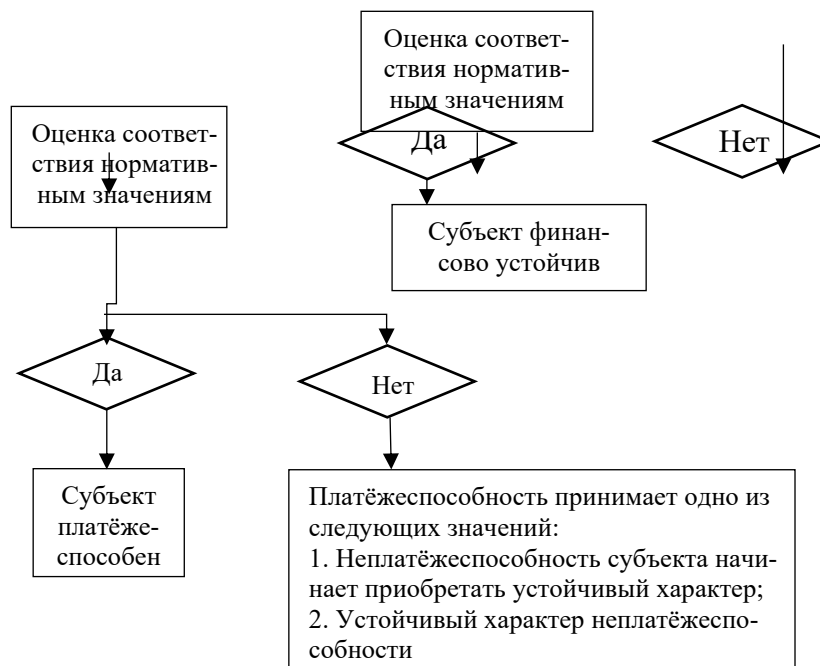 Оценка соответ-
ствия норматив-
ным значениям
Да
Нет
Субъект финан-
сово устойчив
Оценка соответ-
ствия норматив-
ным значениям
Да
Нет
Субъект
платёже-
способен
Платёжеспособность принимает одно из
следующих значений:
1. Неплатёжеспособность субъекта начи-
нает приобретать устойчивый характер;
2. Устойчивый характер неплатёжеспо-
собности